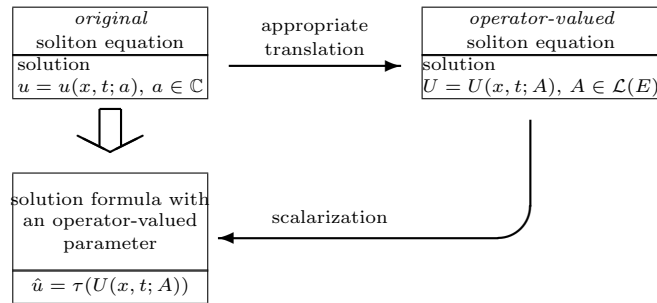 original
soliton equation
solution
u = u(x, t; a), a ∈ ℂ
appropriate
translation
operator-valued
soliton equation
solution
U = U(x, t; A), A ∈ 𝓛(E)
solution formula with
an operator-valued
parameter
û = τ(U(x, t; A))
scalarization